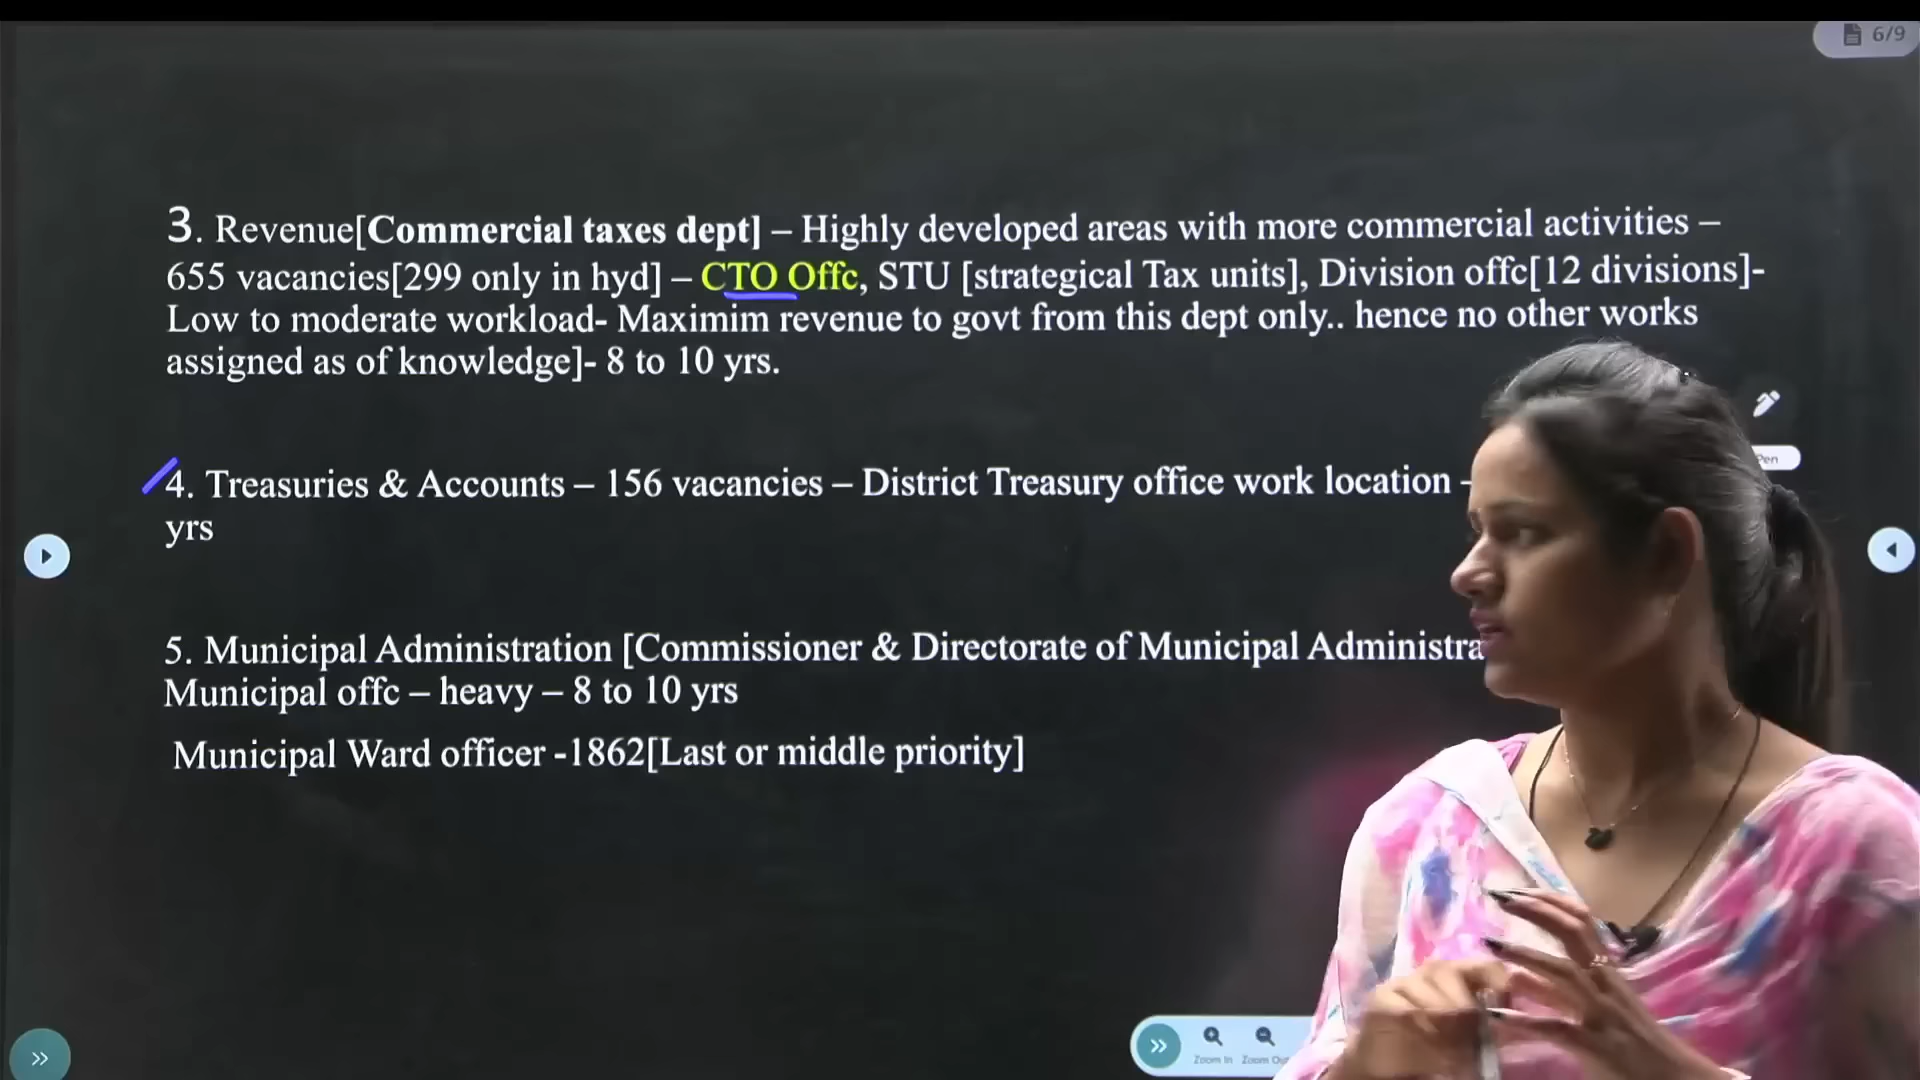 6/9
3. Revenue[Commercial taxes dept] – Highly developed areas with more commercial activities –
655 vacancies[299 only in hyd] – CTO Offc, STU [strategical Tax units], Division offc[12 divisions]-
Low to moderate workload- Maximim revenue to govt from this dept only.. hence no other works
assigned as of knowledge]- 8 to 10 yrs.
4. Treasuries & Accounts – 156 vacancies – District Treasury office work location -
yrs
Pen
5. Municipal Administration [Commissioner & Directorate of Municipal Administra
Municipal offc – heavy – 8 to 10 yrs
Municipal Ward officer -1862[Last or middle priority]
Zoom In Zoom Ou